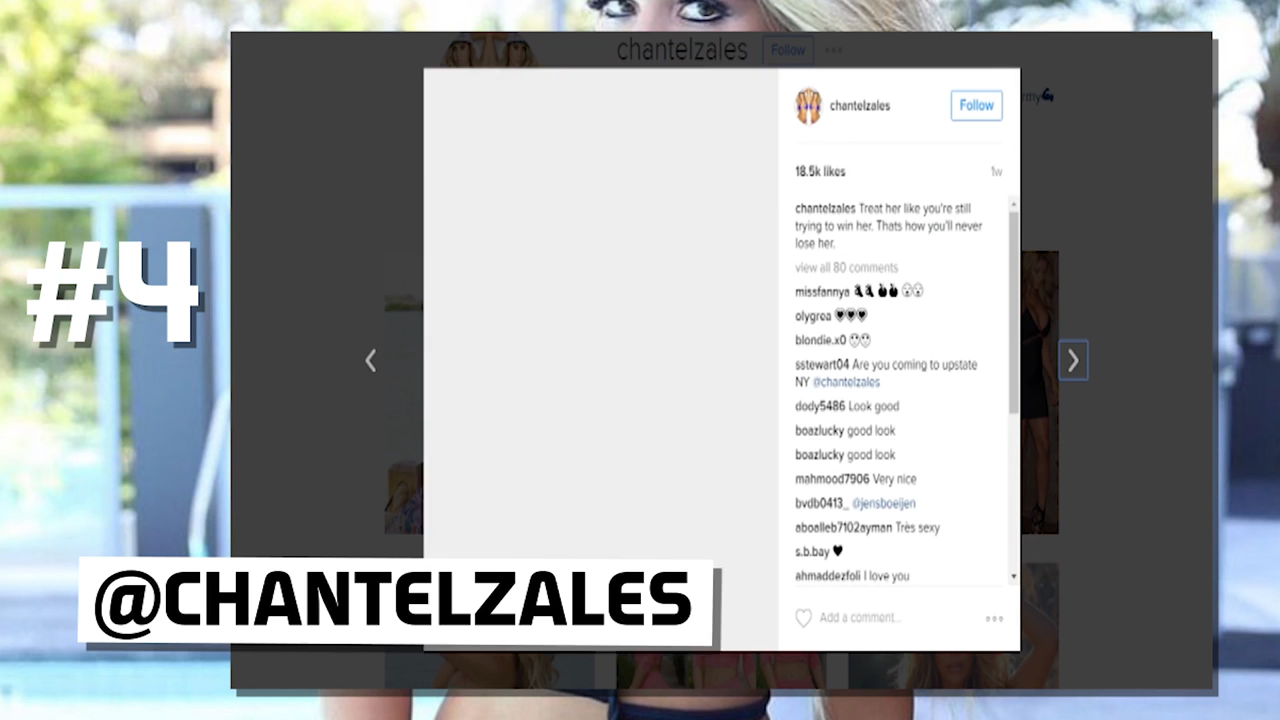 chantelzales Follow
my
chantelzales Follow
18.5k likes 1w
chantelzales Treat her like you're still
trying to win her. Thats how you'll never
lose her.
view all 80 comments
missfannya
olygrea
blondie.x0
sstewart04 Are you coming to upstate
NY @chantelzales
dody5486 Look good
boazlucky good look
boazlucky good look
mahmood7906 Very nice
bvdb0413_ @jensboeijen
aboalleb7102ayman Très sexy
s.b.bay ♥
ahmaddezfoli I love you
Add a comment...
#4
@CHANTELZALES